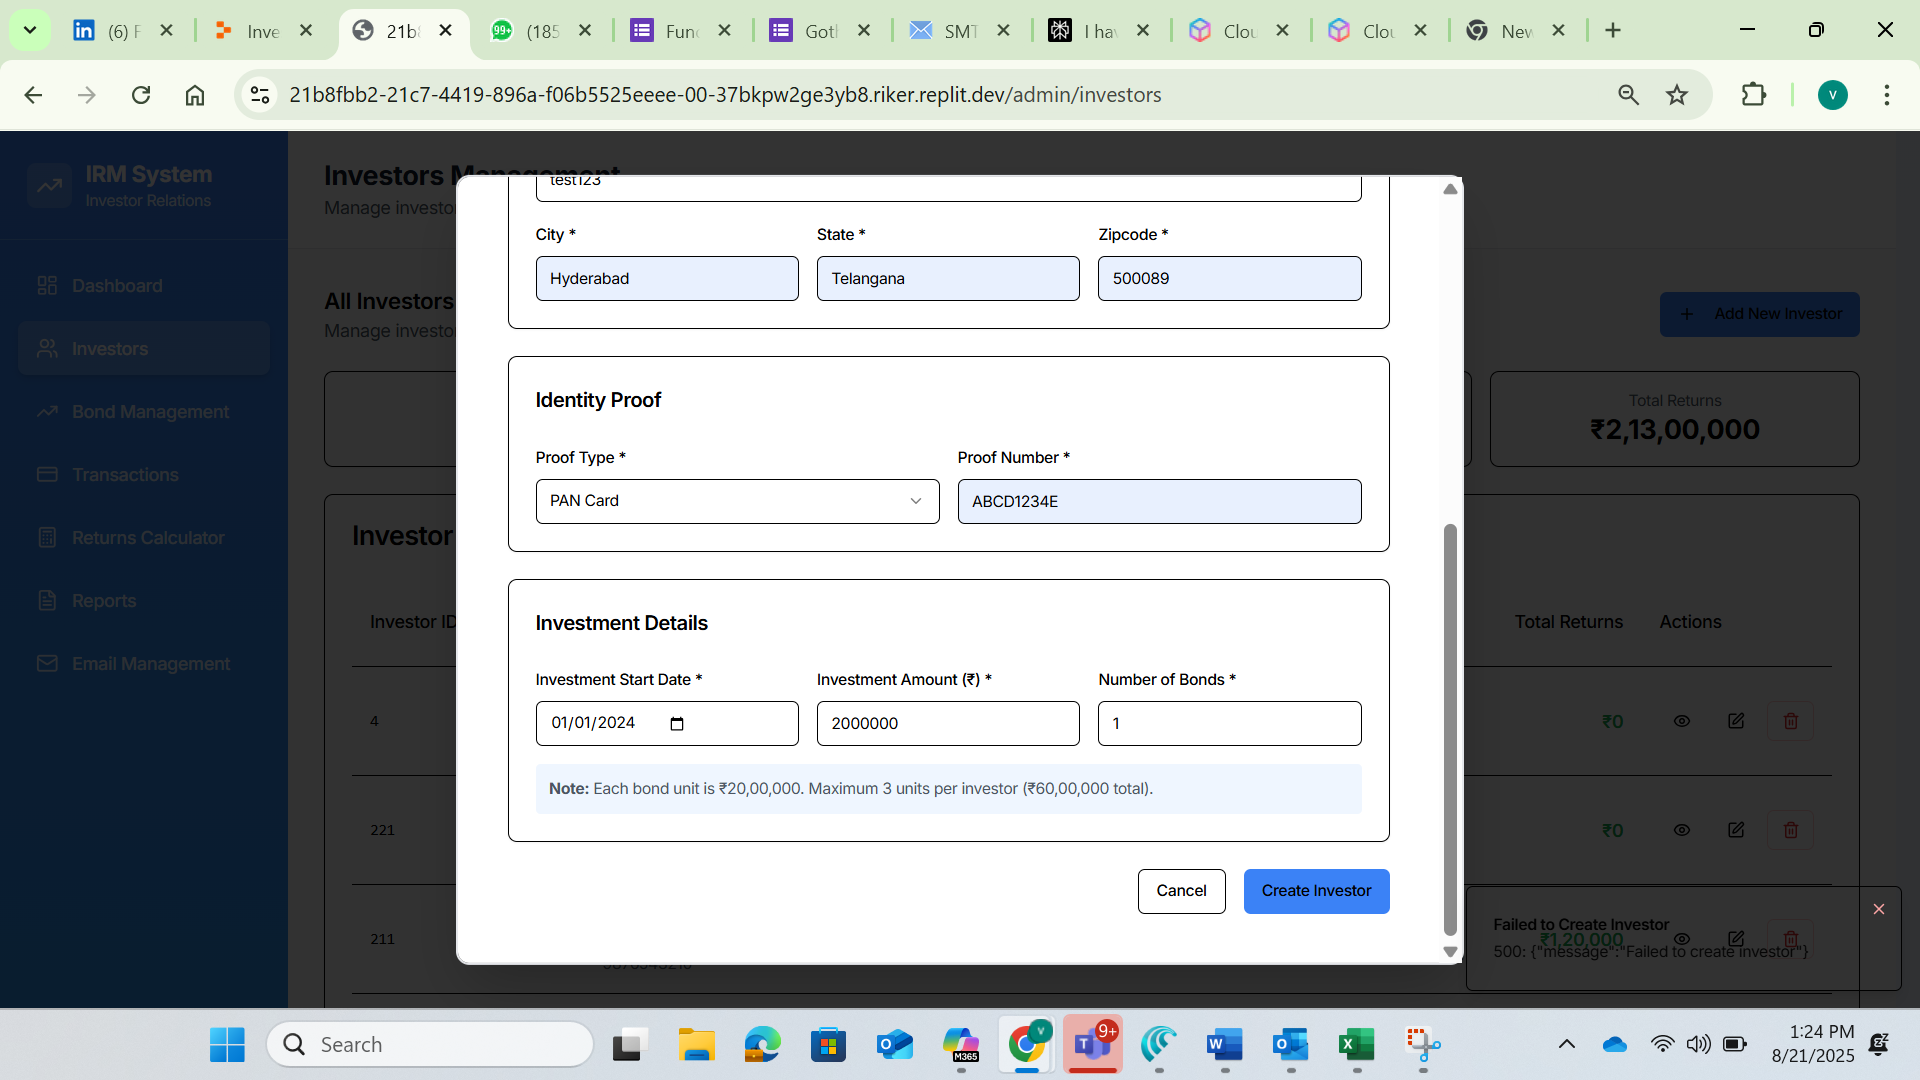 (6) F
Inve
21b8
(185
Fun
Got
SMT
I hav
Clou
Clou
New
21b8fbb2-21c7-4419-896a-f06b5525eeee-00-37bkpw2ge3yb8.riker.replit.dev/admin/investors
V
IRM System
Investor Relations
Dashboard
Investors
Bond Management
Transactions
Returns Calculator
Reports
Email Management
Investors Management
Manage investo
All Investors
Manage investo
Add New Investor
Total Returns
₹2,13,00,000
Investor
Investor ID
Total Returns
Actions
4
₹0
221
₹0
211
₹1,20,000
test123
City *
State *
Zipcode *
Hyderabad
Telangana
500089
Identity Proof
Proof Type *
Proof Number *
PAN Card
ABCD1234E
Investment Details
Investment Start Date *
Investment Amount (₹) *
Number of Bonds *
01/01/2024
2000000
1
Note: Each bond unit is ₹20,00,000. Maximum 3 units per investor (₹60,00,000 total).
Cancel
Create Investor
Failed to Create Investor
500: {"message":"Failed to create investor"}
Search
M365
V
9+
1:24 PM
8/21/2025